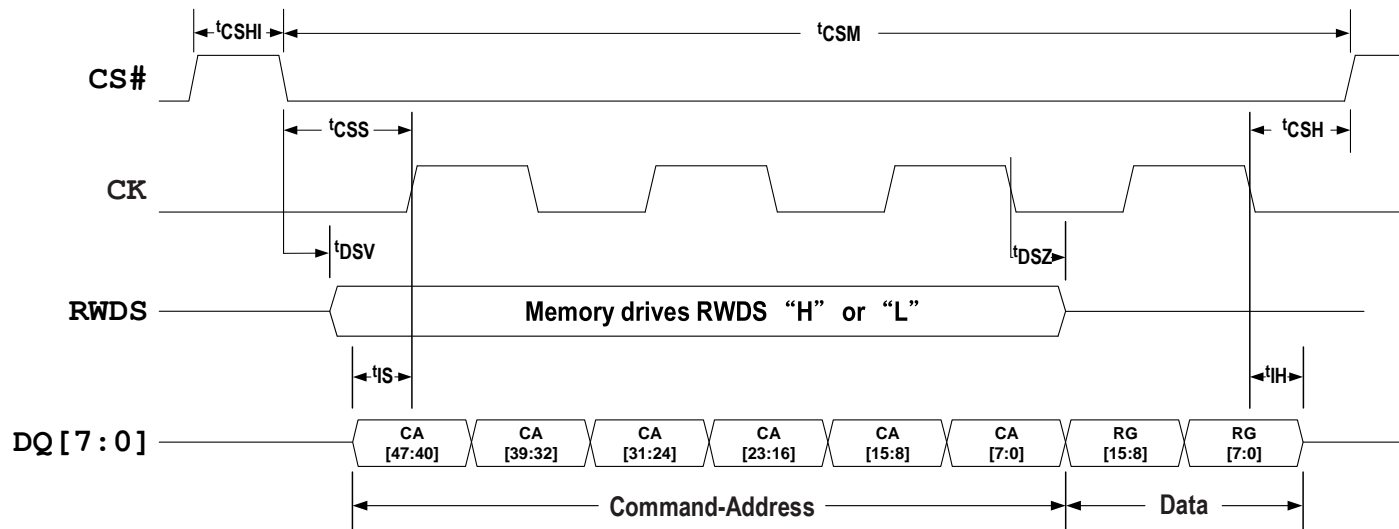 tCSHI
tCSM
CS#
tCSS
tCSH
CK
tDSV
tDSZ
RWDS
Memory drives RWDS “H” or “L”
tIS
tIH
DQ[7:0]
CA
[47:40]
CA
[39:32]
CA
[31:24]
CA
[23:16]
CA
[15:8]
CA
[7:0]
RG
[15:8]
RG
[7:0]
Command-Address
Data